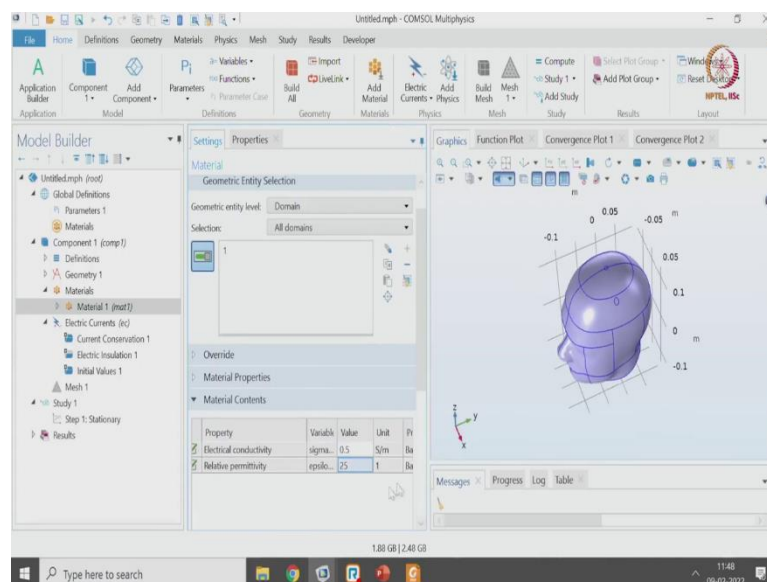 Untitled.mph - COMSOL Multiphysics
File Home Definitions Geometry Materials Physics Mesh Study Results Developer
Application Builder
Component 1
Add Component
Parameters
a= Variables
f(x) Functions
Pi Parameter Case
Build All
Import
LiveLink
Add Material
Electric Currents
Add Physics
Build Mesh
Mesh 1
= Compute
Study 1
Add Study
Select Plot Group
Add Plot Group
Windows
Reset Desktop
NPTEL, IISc
Application Model Definitions Geometry Materials Physics Mesh Study Results Layout
Model Builder
Untitled.mph (root)
Global Definitions
Pi Parameters 1
Materials
Component 1 (comp1)
Definitions
Geometry 1
Materials
Material 1 (mat1)
Electric Currents (ec)
Current Conservation 1
Electric Insulation 1
Initial Values 1
Mesh 1
Study 1
Step 1: Stationary
Results
Settings Properties
Material
Geometric Entity Selection
Geometric entity level: Domain
Selection: All domains
1
Override
Material Properties
Material Contents
Property Variable Value Unit
Electrical conductivity sigma... 0.5 S/m Ba
Relative permittivity epsilo... 25 1 Ba
Graphics Function Plot Convergence Plot 1 Convergence Plot 2
m
0 0.05
-0.05 m
-0.1
0.05
0.1
0 m
-0.1
z
y
x
Messages Progress Log Table
1.88 GB | 2.48 GB
Type here to search
11:48
09-02-2022